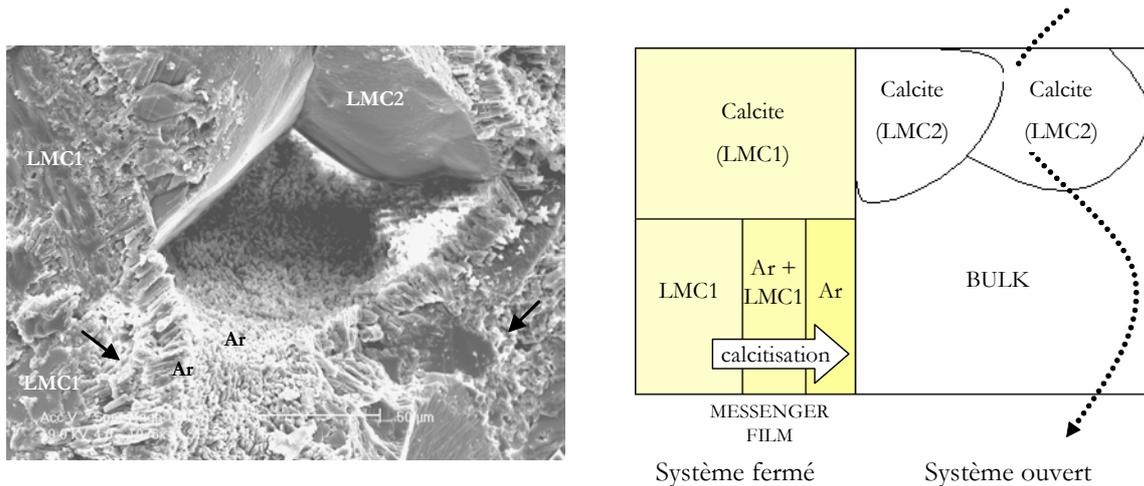 LMC2
LMC1
Ar
Ar
LMC1
Acc V
50 µm
Calcite
(LMC1)
Calcite
(LMC2)
Calcite
(LMC2)
LMC1
Ar +
LMC1
Ar
BULK
calcitisation
MESSENGER
FILM
Système fermé
Système ouvert